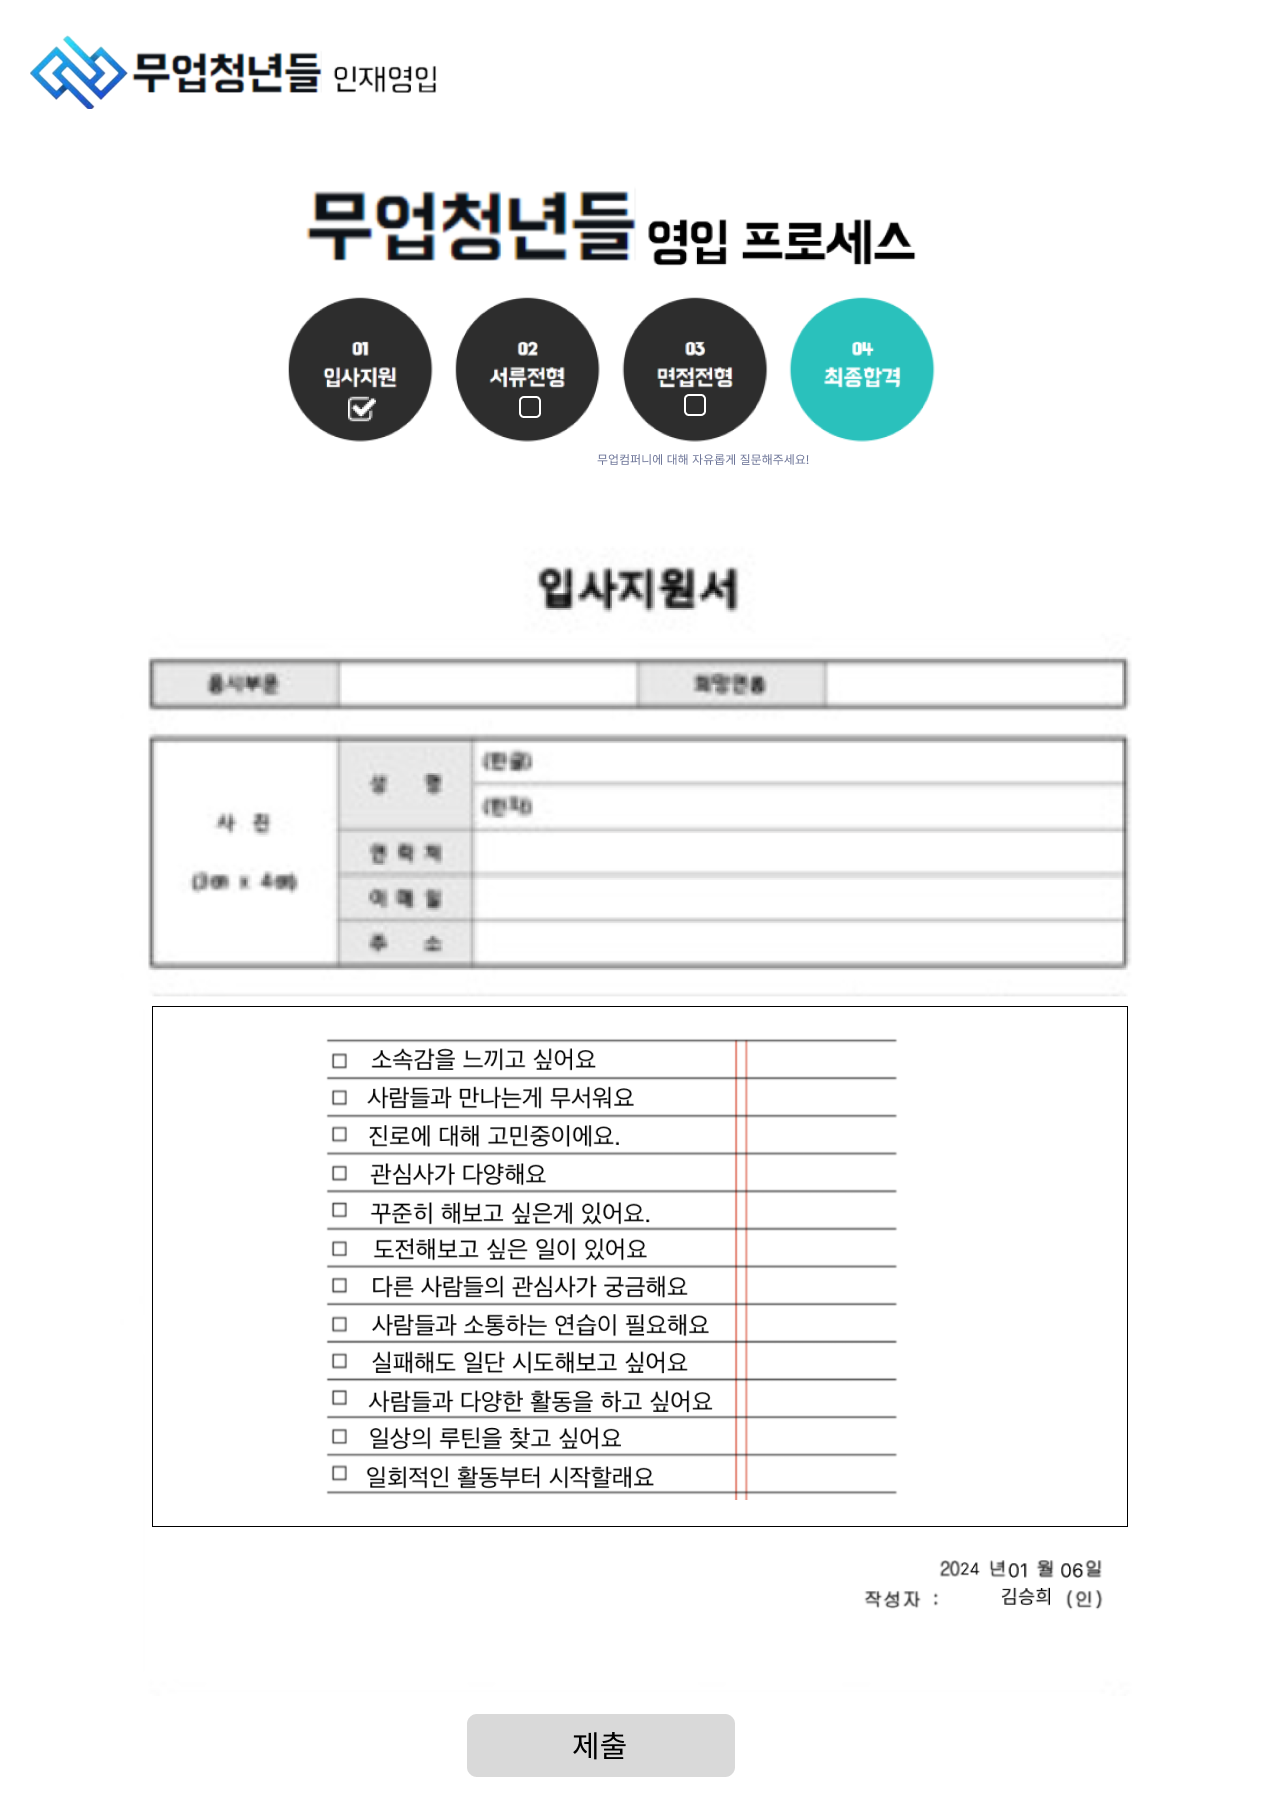 무업청년들 인재영입
무업청년들 영입 프로세스
01 02 03 04
입사지원 서류전형 면접전형 최종합격
무업컴퍼니에 대해 자유롭게 질문해주세요!
입사지원서
응시부문 희망연봉
(한글)
성 명
(한자)
사 진
연 락 처
(3㎝ x 4㎝)
이 메 일
주 소
소속감을 느끼고 싶어요
사람들과 만나는게 무서워요
진로에 대해 고민중이에요.
관심사가 다양해요
꾸준히 해보고 싶은게 있어요.
도전해보고 싶은 일이 있어요
다른 사람들의 관심사가 궁금해요
사람들과 소통하는 연습이 필요해요
실패해도 일단 시도해보고 싶어요
사람들과 다양한 활동을 하고 싶어요
일상의 루틴을 찾고 싶어요
일회적인 활동부터 시작할래요
2024 년 01 월 06일
작성자 : 김승희 (인)
제출